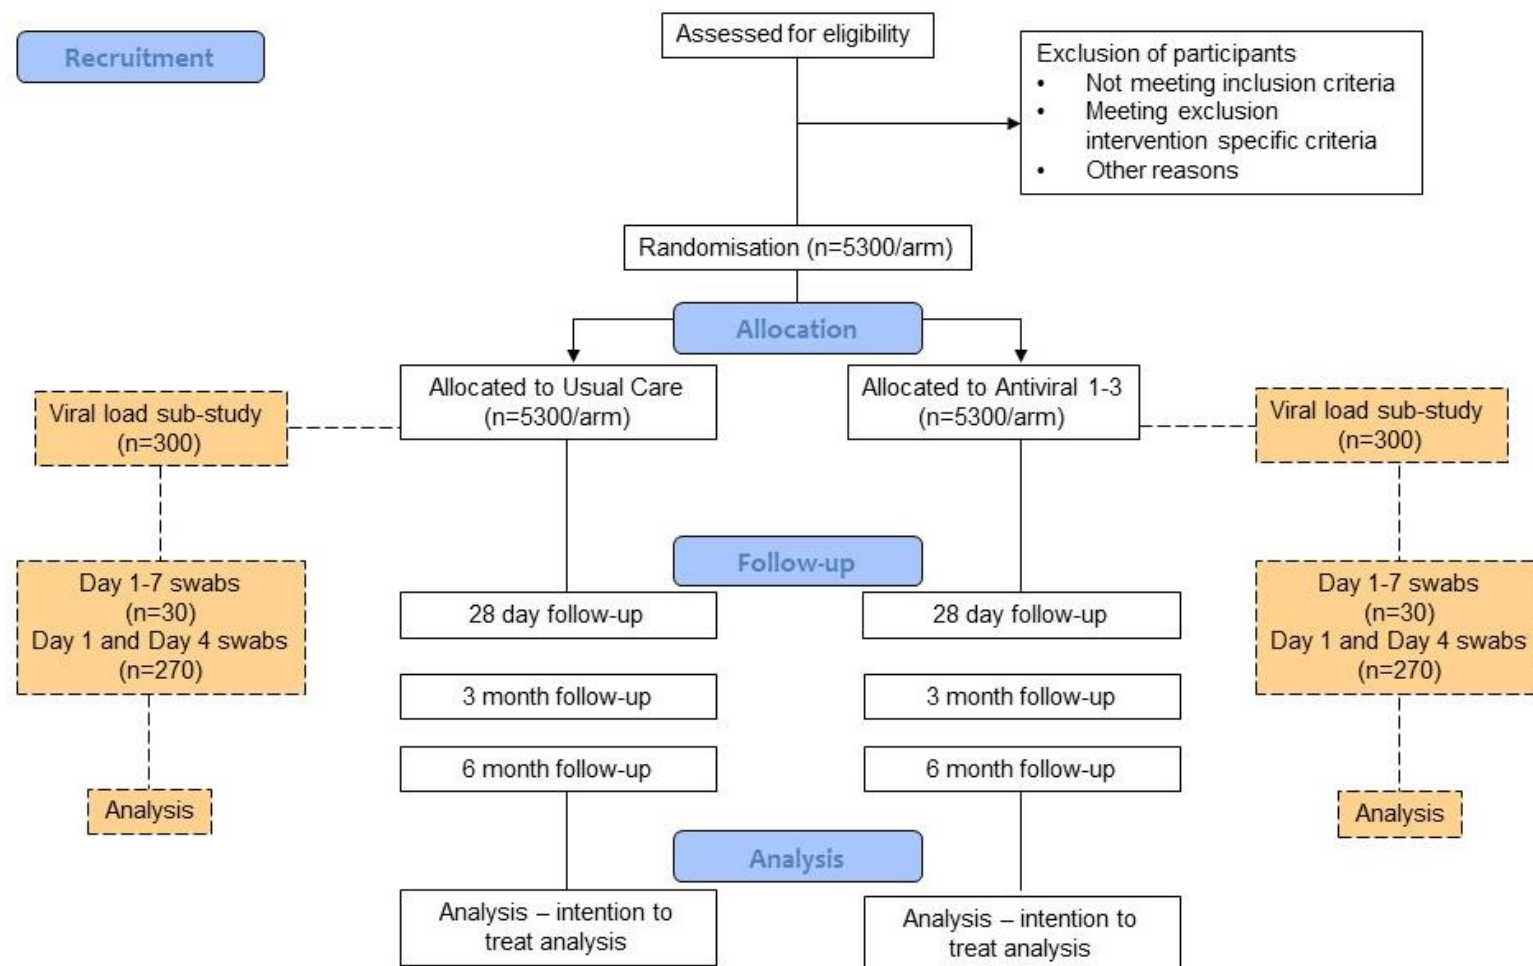 Recruitment
Assessed for eligibility
Exclusion of participants
• Not meeting inclusion criteria
• Meeting exclusion
intervention specific criteria
• Other reasons
Randomisation (n=5300/arm)
Allocation
Allocated to Usual Care
(n=5300/arm)
Allocated to Antiviral 1-3
(n=5300/arm)
Viral load sub-study
(n=300)
Viral load sub-study
(n=300)
Day 1-7 swabs
(n=30)
Day 1 and Day 4 swabs
(n=270)
Day 1-7 swabs
(n=30)
Day 1 and Day 4 swabs
(n=270)
Follow-up
28 day follow-up
28 day follow-up
3 month follow-up
3 month follow-up
6 month follow-up
6 month follow-up
Analysis
Analysis
Analysis
Analysis – intention to
treat analysis
Analysis – intention to
treat analysis